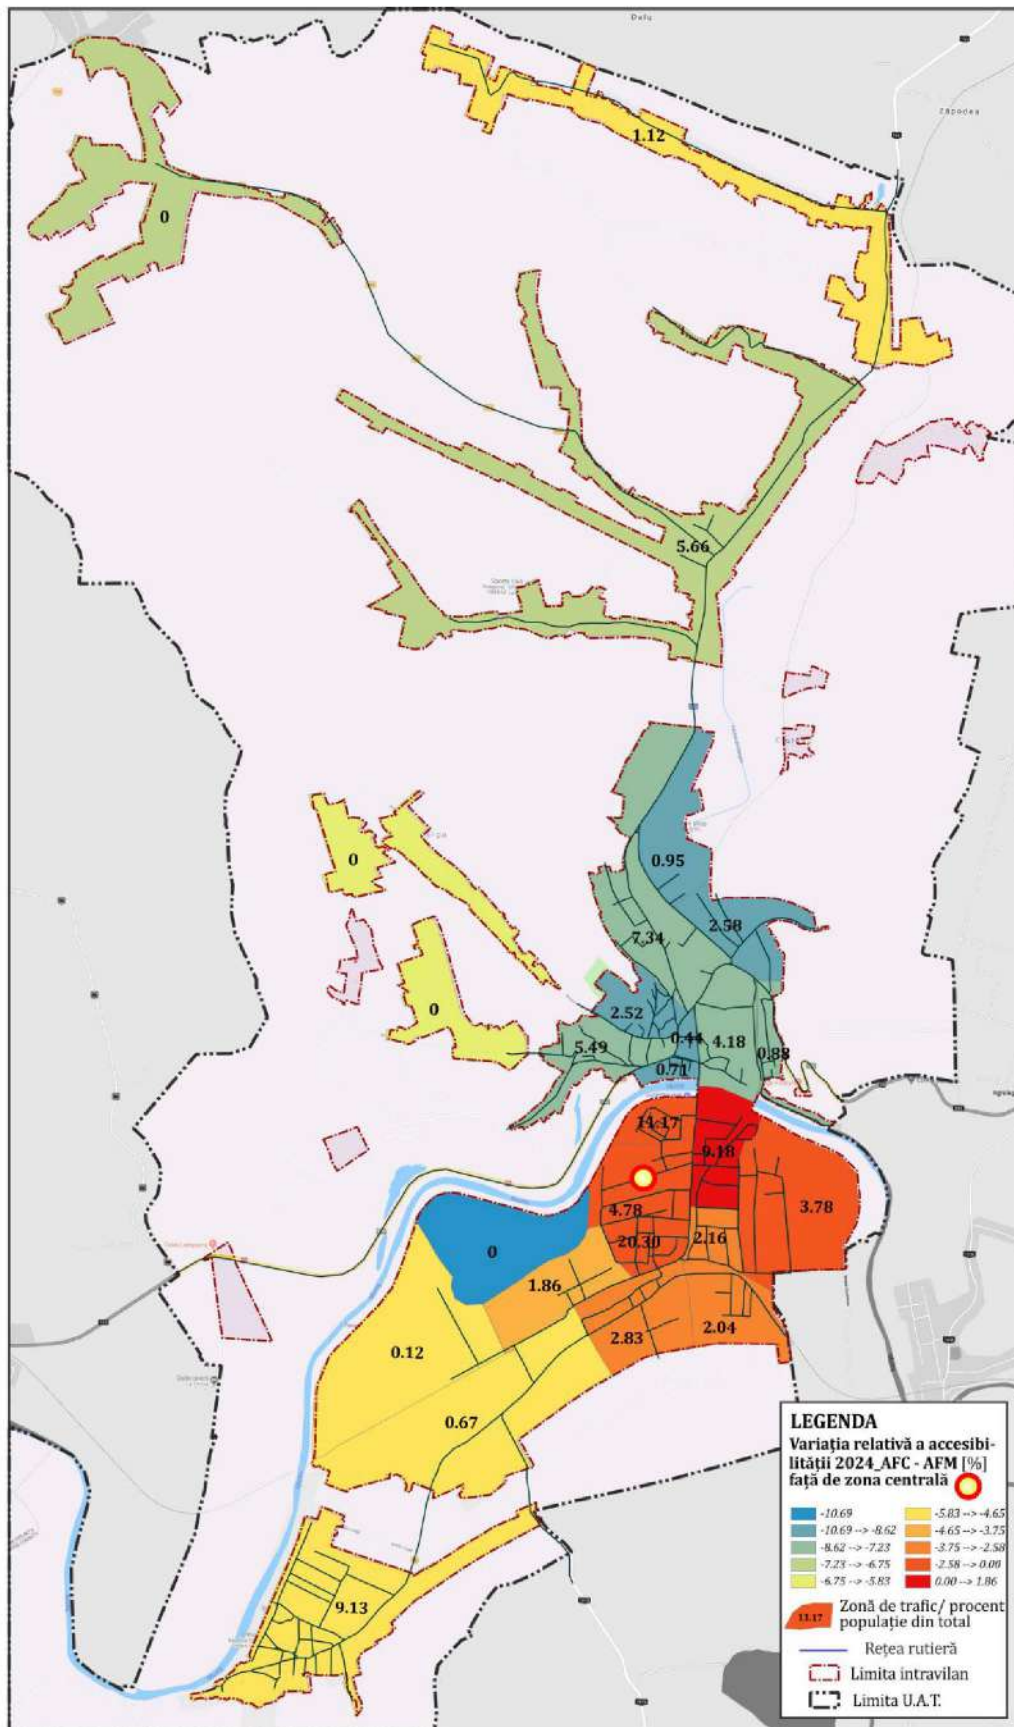 Delu
Zăpodea
1.12
0
5.66
0.95
0
2.58
7.34
2.52
0
0.44
4.18
5.49
0.88
0.71
11.17
9.18
4.78
3.78
20.30
2.16
0
1.86
2.04
2.83
0.12
0.67
9.13
LEGENDA
Variația relativă a accesibi-
lității 2024_AFC - AFM [%]
față de zona centrală
-10.69
-5.83 --> -4.65
-10.69 --> -8.62
-4.65 --> -3.75
-8.62 --> -7.23
-3.75 --> -2.58
-7.23 --> -6.75
-2.58 --> 0.00
-6.75 --> -5.83
0.00 --> 1.86
11.17
Zonă de trafic/ procent
populație din total
Rețea rutieră
Limita intravilan
Limita U.A.T.